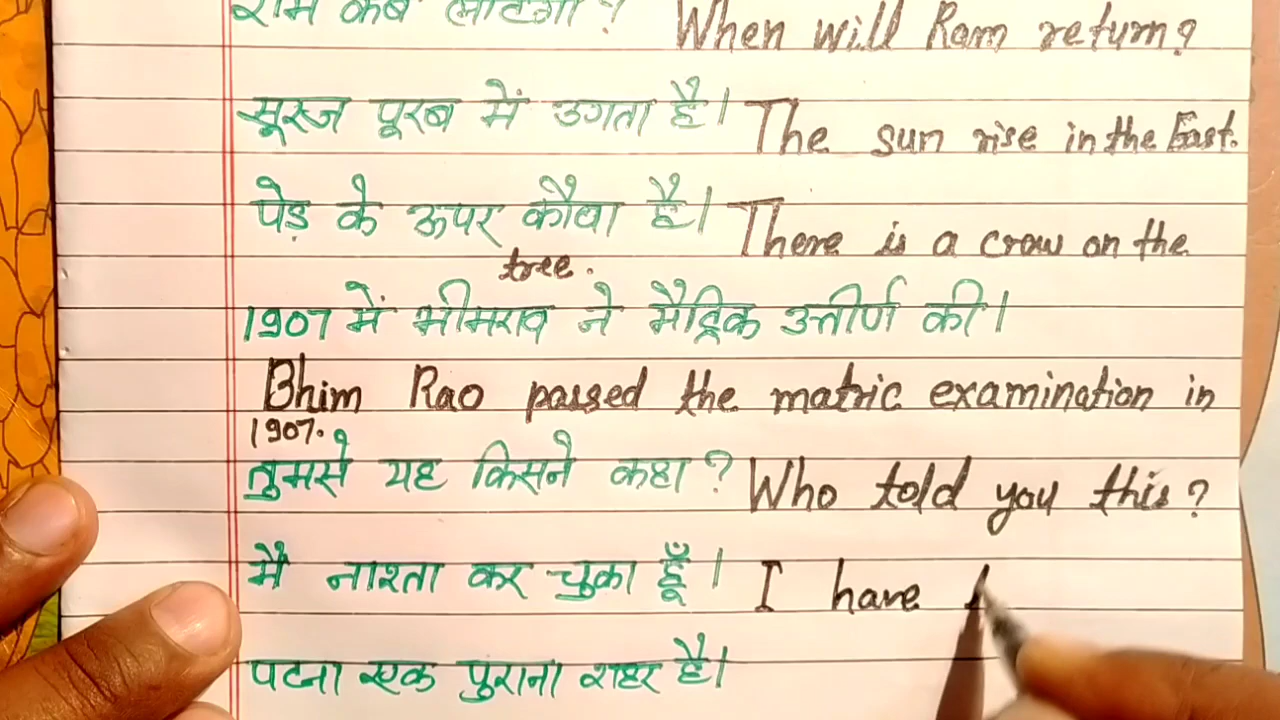 राम कब लौटेगा? When will Ram return?
सूरज पूरब में उगता है। The sun rise in the East.
पेड़ के ऊपर कौवा है। There is a crow on the
tree.
1907 में भीमराव ने मैट्रिक उत्तीर्ण की।
Bhim Rao passed the matric examination in
1907.
तुमसे यह किसने कहा? Who told you this?
मै नाश्ता कर चुका हूँ। I have
पटना एक पुराना शहर है।